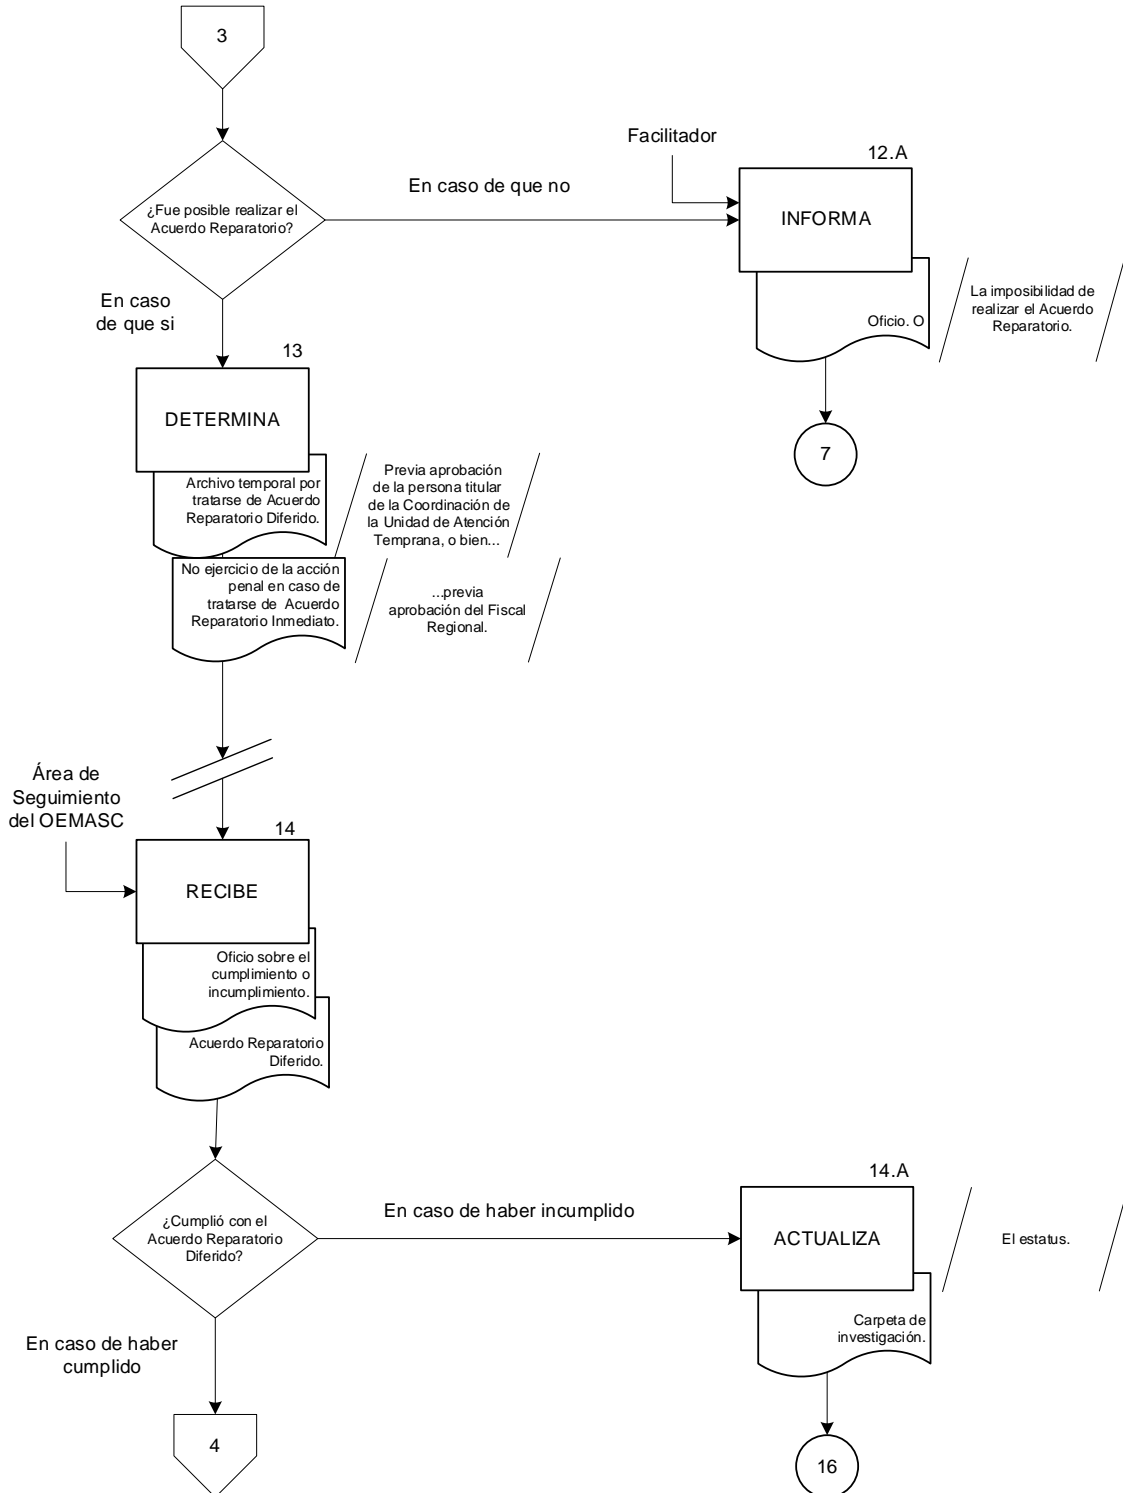 3
¿Fue posible realizar el
Acuerdo Reparatorio?
En caso de que no
Facilitador
12.A
INFORMA
Oficio. O
La imposibilidad de
realizar el Acuerdo
Reparatorio.
7
En caso
de que si
13
DETERMINA
Archivo temporal por
tratarse de Acuerdo
Reparatorio Diferido.
Previa aprobación
de la persona titular
de la Coordinación de
la Unidad de Atención
Temprana, o bien...
No ejercicio de la acción
penal en caso de
tratarse de Acuerdo
Reparatorio Inmediato.
...previa
aprobación del Fiscal
Regional.
Área de
Seguimiento
del OEMASC
14
RECIBE
Oficio sobre el
cumplimiento o
incumplimiento.
Acuerdo Reparatorio
Diferido.
¿Cumplió con el
Acuerdo Reparatorio
Diferido?
En caso de haber incumplido
14.A
ACTUALIZA
El estatus.
Carpeta de
investigación.
16
En caso de haber
cumplido
4